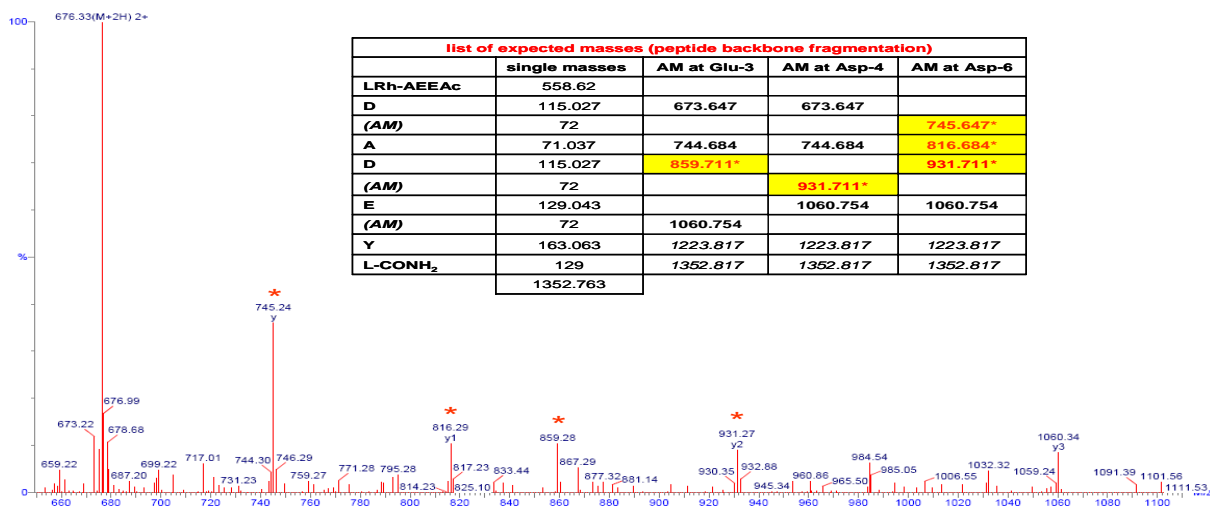 100
676.33(M+2H) 2+
list of expected masses (peptide backbone fragmentation)
single masses AM at Glu-3 AM at Asp-4 AM at Asp-6
LRh-AEEAc 558.62
D 115.027 673.647 673.647
(AM) 72 745.647*
A 71.037 744.684 744.684 816.684*
D 115.027 859.711* 931.711*
(AM) 72 931.711*
E 129.043 1060.754 1060.754
(AM) 72 1060.754
Y 163.063 1223.817 1223.817 1223.817
L-CONH₂ 129 1352.817 1352.817 1352.817
1352.763
%
*
745.24
y
676.99
673.22
678.68
659.22
687.20
699.22
717.01
731.23
744.30
746.29
759.27
771.28
795.28
814.23
*
816.29
y1
817.23
825.10
833.44
*
859.28
867.29
877.32
881.14
*
931.27
y2
930.35
932.88
945.34
960.86
965.50
984.54
985.05
1006.55
1032.32
1059.24
1060.34
y3
1091.39
1101.56
1111.53
0
660 680 700 720 740 760 780 800 820 840 860 880 900 920 940 960 980 1000 1020 1040 1060 1080 1100